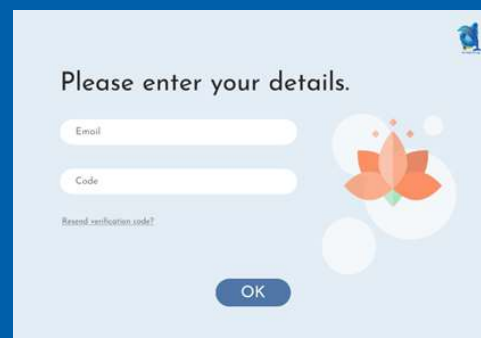 Please enter your details.
Email
Code
Resend verification code?
OK